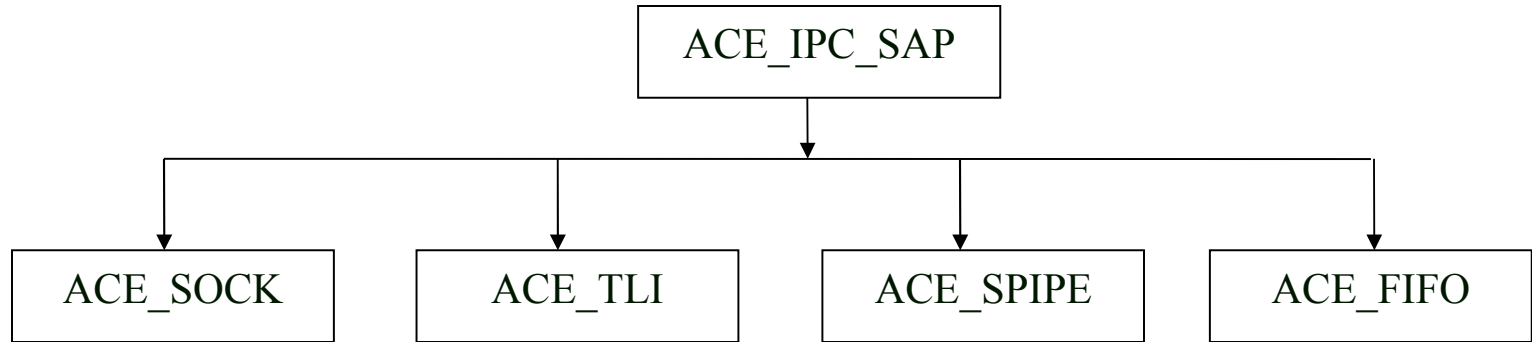 ACE_IPC_SAP
ACE_SOCK
ACE_TLI
ACE_SPIPE
ACE_FIFO